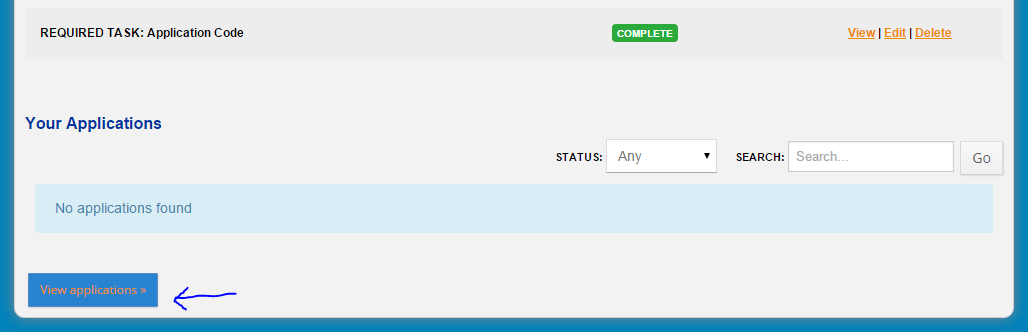 REQUIRED TASK: Application Code COMPLETE View | Edit | Delete
Your Applications
STATUS: Any SEARCH: Search... Go
No applications found
View applications »